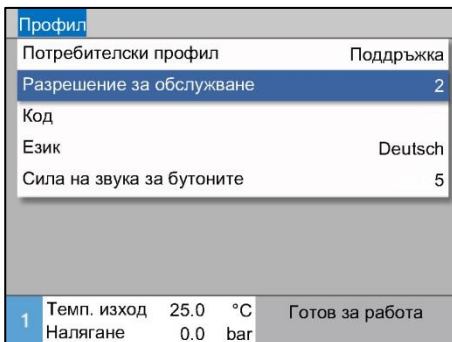 Профил
Потребителски профил Поддръжка
Разрешение за обслужване 2
Код
Език Deutsch
Сила на звука за бутоните 5
1 Темп. изход 25.0 °C Готов за работа
Налягане 0.0 bar